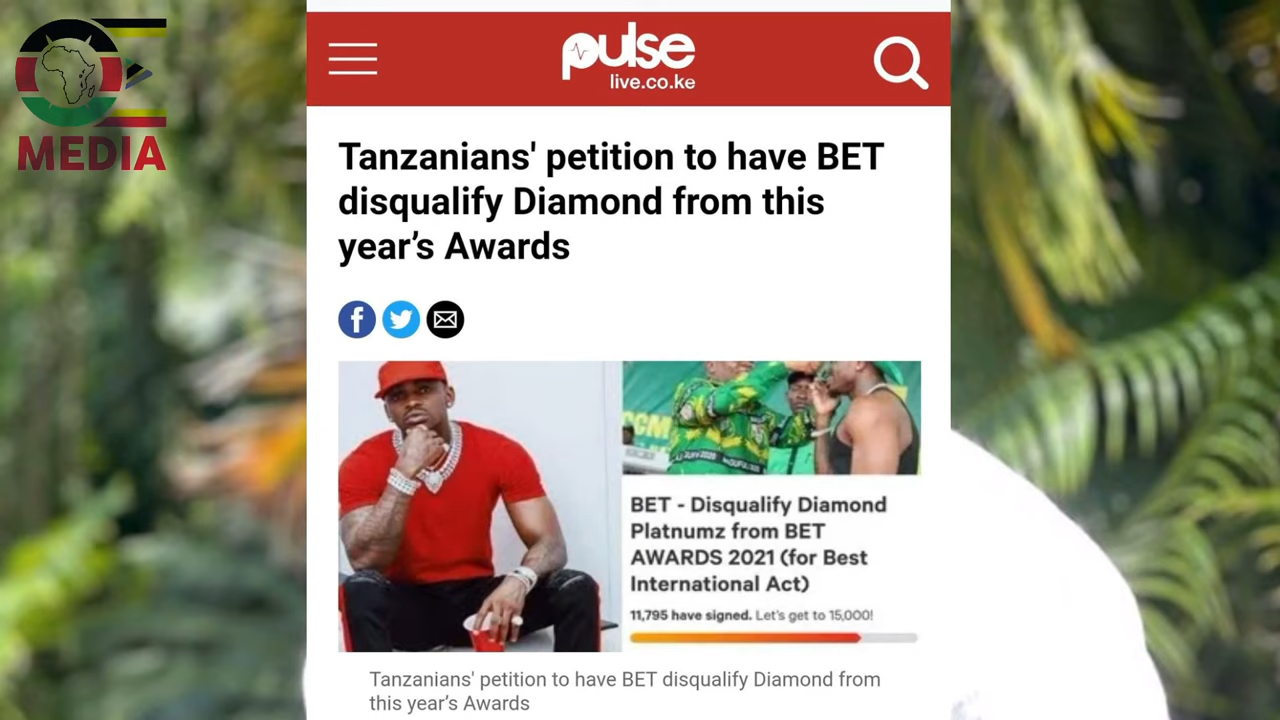 MEDIA
pulse
live.co.ke
Tanzanians' petition to have BET
disqualify Diamond from this
year's Awards
CCM
BET - Disqualify Diamond
Platnumz from BET
AWARDS 2021 (for Best
International Act)
11,795 have signed. Let's get to 15,000!
Tanzanians' petition to have BET disqualify Diamond from
this year's Awards